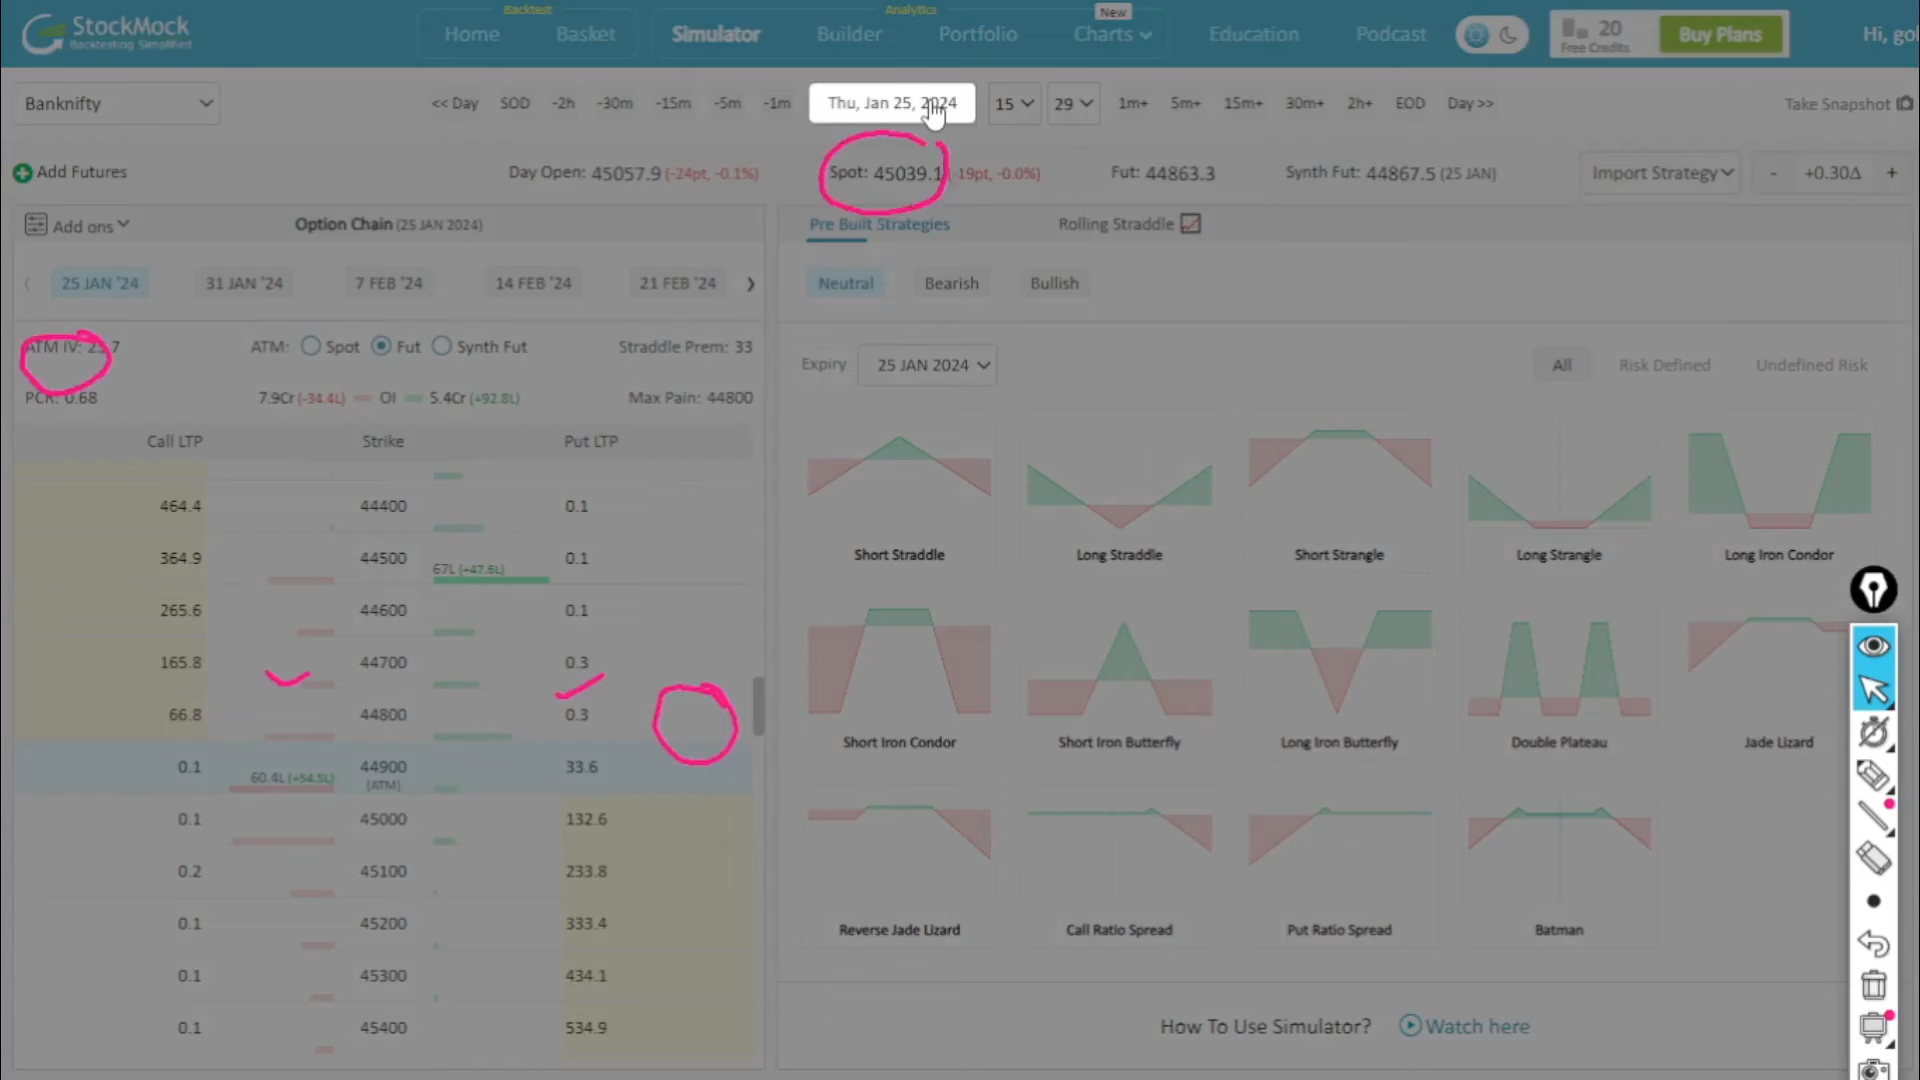 StockMock
Backtesting Simplified
Backtest
Home
Basket
Simulator
Analytics
Builder
Portfolio
New
Charts
Education
Podcast
20
Free Credits
Buy Plans
Hi, gol
Banknifty
<< Day
SOD
-2h
-30m
-15m
-5m
-1m
Thu, Jan 25, 2024
15
29
1m+
5m+
15m+
30m+
2h+
EOD
Day >>
Take Snapshot
Add Futures
Day Open: 45057.9 (-24pt, -0.1%)
Spot: 45039.1 -19pt, -0.0%)
Fut: 44863.3
Synth Fut: 44867.5 (25 JAN)
Import Strategy
- +0.30Δ +
Add ons
Option Chain (25 JAN 2024)
Pre Built Strategies
Rolling Straddle
25 JAN '24
31 JAN '24
7 FEB '24
14 FEB '24
21 FEB '24
Neutral
Bearish
Bullish
ATM IV:
ATM: Spot Fut Synth Fut
Straddle Prem: 33
Expiry
25 JAN 2024
All
Risk Defined
Undefined Risk
PCR: 0.68
7.9Cr (-34.4L) OI 5.4Cr (+92.8L)
Max Pain: 44800
Call LTP Strike Put LTP
464.4 44400 0.1
364.9 44500 67L (+47.6L) 0.1
265.6 44600 0.1
165.8 44700 0.3
66.8 44800 0.3
0.1 60.4L (+54.5L) 44900 33.6
[ATM]
0.1 45000 132.6
0.2 45100 233.8
0.1 45200 333.4
0.1 45300 434.1
0.1 45400 534.9
Short Straddle
Long Straddle
Short Strangle
Long Strangle
Long Iron Condor
Short Iron Condor
Short Iron Butterfly
Long Iron Butterfly
Double Plateau
Jade Lizard
Reverse Jade Lizard
Call Ratio Spread
Put Ratio Spread
Batman
How To Use Simulator?
Watch here